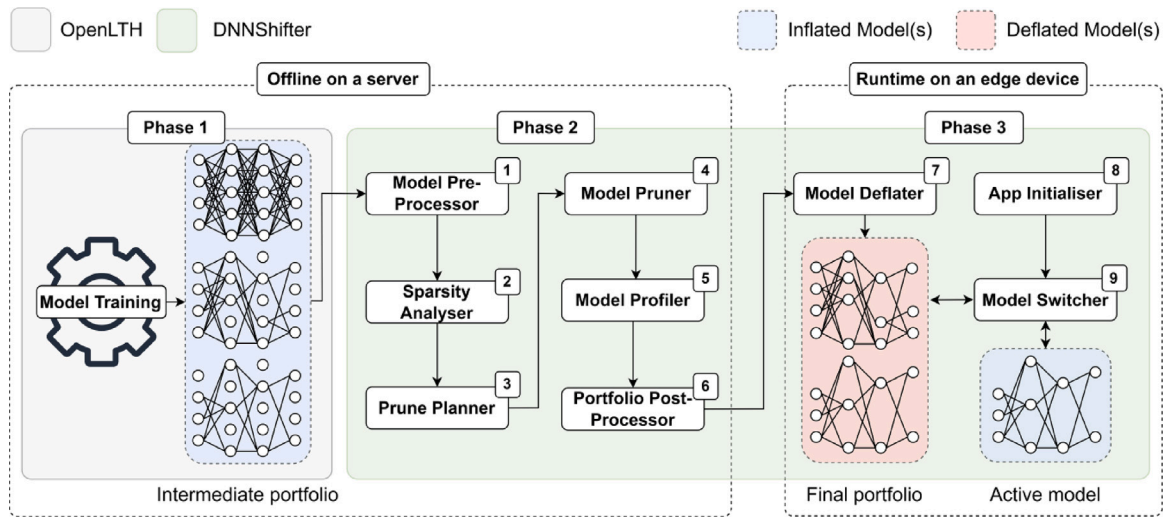 OpenLTH
DNNShifter
Inflated Model(s)
Deflated Model(s)
Offline on a server
Runtime on an edge device
Phase 1
Phase 2
Phase 3
Model Training
1
Model Pre-
Processor
2
Sparsity
Analyser
3
Prune Planner
4
Model Pruner
5
Model Profiler
6
Portfolio Post-
Processor
7
Model Deflater
8
App Initialiser
9
Model Switcher
Intermediate portfolio
Final portfolio
Active model